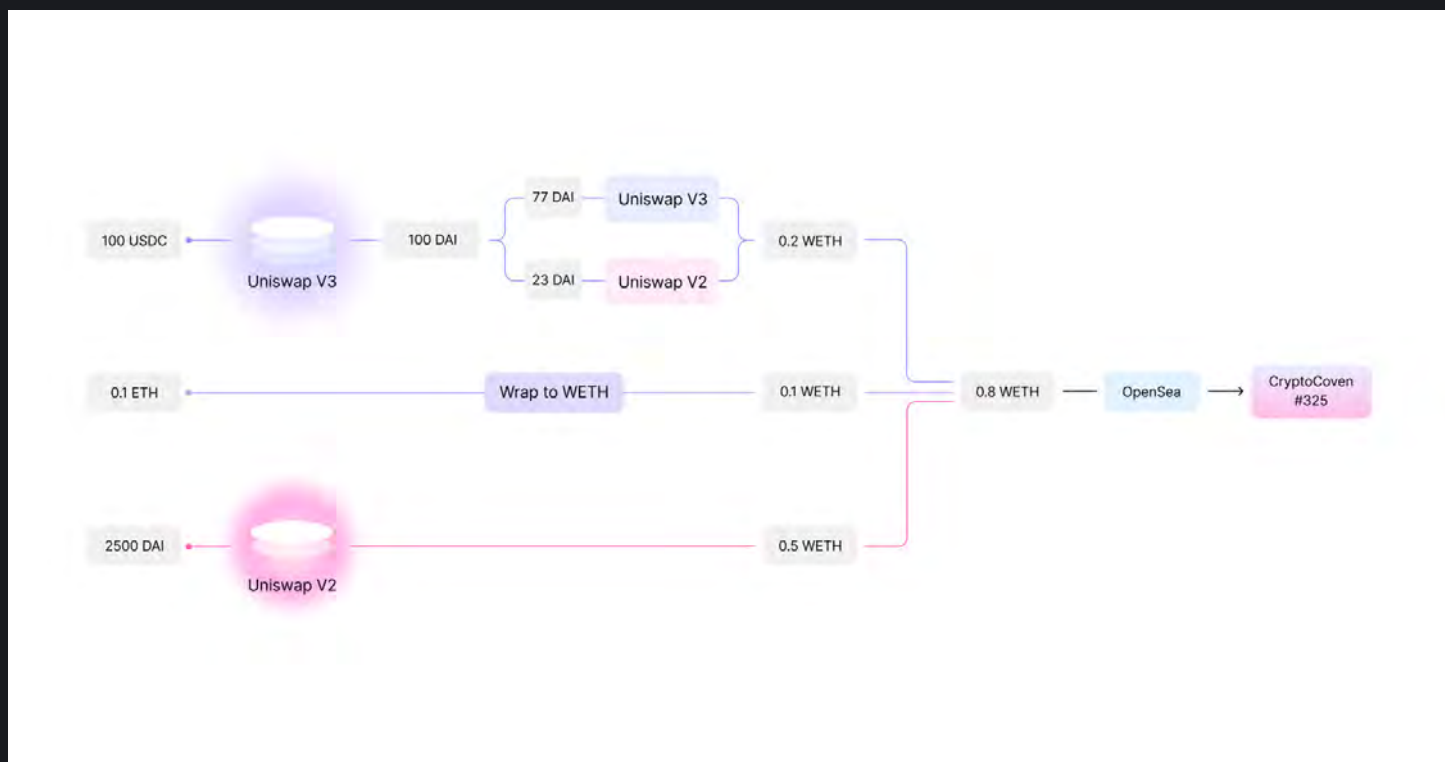 77 DAI
Uniswap V3
100 USDC
Uniswap V3
100 DAI
0.2 WETH
23 DAI
Uniswap V2
0.1 ETH
Wrap to WETH
0.1 WETH
0.8 WETH
OpenSea
CryptoCoven
#325
2500 DAI
Uniswap V2
0.5 WETH